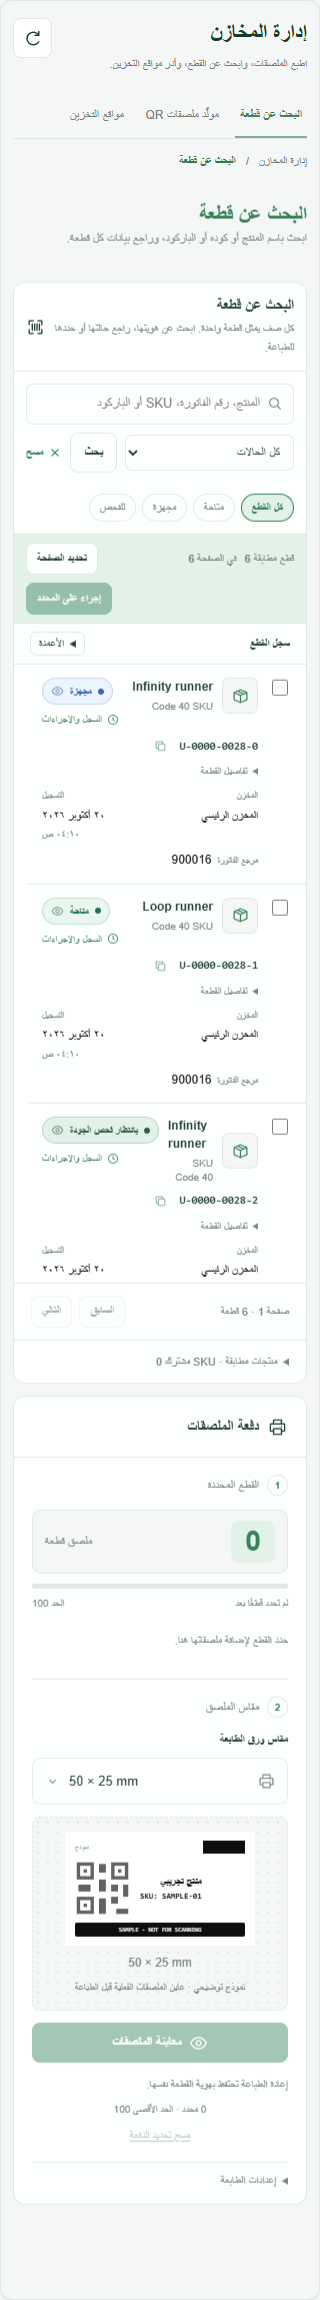 إدارة المخازن
اطبع الملصقات، وابحث عن القطع، وأدر مواقع التخزين.
البحث عن قطعة
مولّد ملصقات QR
مواقع التخزين
إدارة المخازن / البحث عن قطعة
البحث عن قطعة
ابحث باسم المنتج أو كوده أو الباركود، وراجع بيانات كل قطعة.
البحث عن قطعة
كل صف يمثل قطعة واحدة. ابحث عن هويتها، راجع حالتها أو حددها
للطباعة.
المنتج، رقم الفاتورة، SKU أو الباركود
كل الحالات
بحث
مسح
كل القطع
متاحة
مجهزة
للفحص
6 قطع مطابقة
6 في الصفحة
تحديد الصفحة
إجراء على المحدد
سجل القطع
◀ الأعمدة
Infinity runner
مجهزة
Code 40 SKU
السجل والإجراءات
U-0000-0028-0
◀ تفاصيل القطعة
المخزن
التسجيل
المخزن الرئيسي
٢٠ أكتوبر ٢٠٢٦
٠٤:١٠ ص
مرجع الفاتورة: 900016
Loop runner
متاحة
Code 40 SKU
السجل والإجراءات
U-0000-0028-1
◀ تفاصيل القطعة
المخزن
التسجيل
المخزن الرئيسي
٢٠ أكتوبر ٢٠٢٦
٠٤:١٠ ص
مرجع الفاتورة: 900016
Infinity
runner
بانتظار فحص الجودة
SKU
Code 40
السجل والإجراءات
U-0000-0028-2
◀ تفاصيل القطعة
المخزن
التسجيل
المخزن الرئيسي
٢٠ أكتوبر ٢٠٢٦
صفحة 1 · 6 قطعة
السابق
التالي
◀ منتجات مطابقة · SKU مشترك 0
دفعة الملصقات
1 القطع المحددة
0
ملصق قطعة
لم تحدد قطعًا بعد
الحد 100
حدد القطع لإضافة ملصقاتها هنا.
2 مقاس الملصق
مقاس ورق الطابعة
50 × 25 mm
نموذج
منتج تجريبي
SKU: SAMPLE-01
SAMPLE · NOT FOR SCANNING
50 × 25 mm
نموذج توضيحي · عاين الملصقات الفعلية قبل الطباعة
معاينة الملصقات
إعادة الطباعة تحتفظ بهوية القطعة نفسها.
0 محدد · الحد الأقصى 100
مسح تحديد الدفعة
◀ إعدادات الطابعة